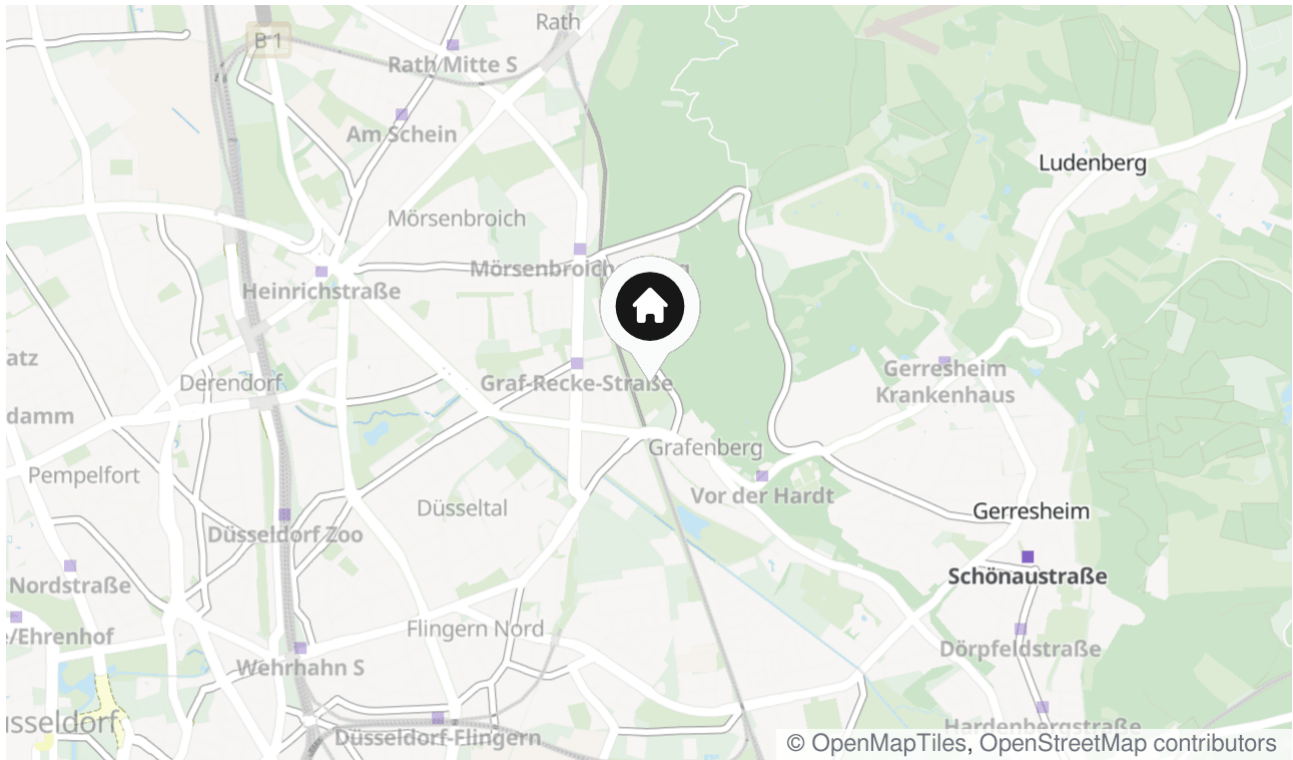 Rath
B 1
Rath Mitte S
Am Schein
Ludenberg
Mörsenbroich
Heinrichstraße
atz
Derendorf
Graf-Recke-Straße
Gerresheim
Krankenhaus
damm
Grafenberg
Pempelfort
Vor der Hardt
Düsseltal
Gerresheim
Düsseldorf Zoo
Schönaustraße
Nordstraße
e/Ehrenhof
Flingern Nord
Dörpfeldstraße
Wehrhahn S
usseldorf
Hardenbergstraße
Düsseldorf-Flingern
© OpenMapTiles, OpenStreetMap contributors